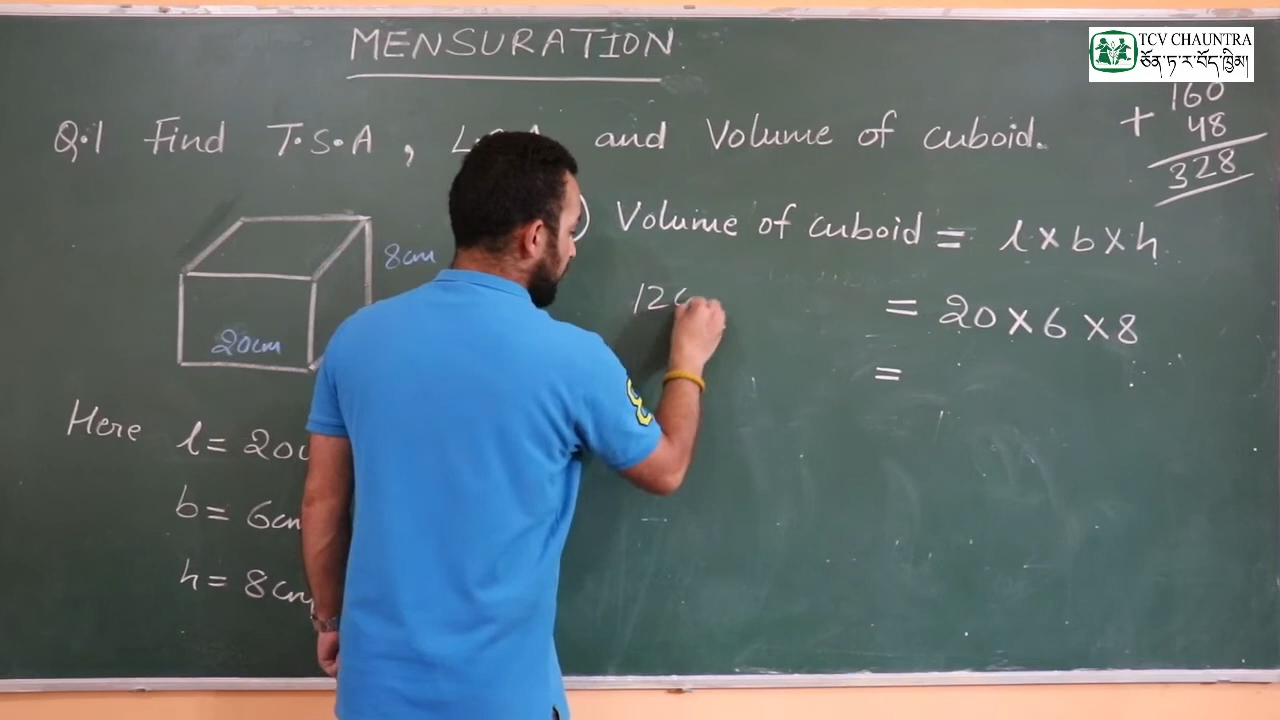 TCV CHAUNTRA
ཙོན་ཏ་ར་བོད་ཁྱིམ།
MENSURATION
160
+ 48
328
Q.1 Find T.S.A, and Volume of cuboid.
Volume of cuboid = l×b×h
8cm
20cm
= 20×6×8
=
Here l= 20
b= 6cm
h= 8cm